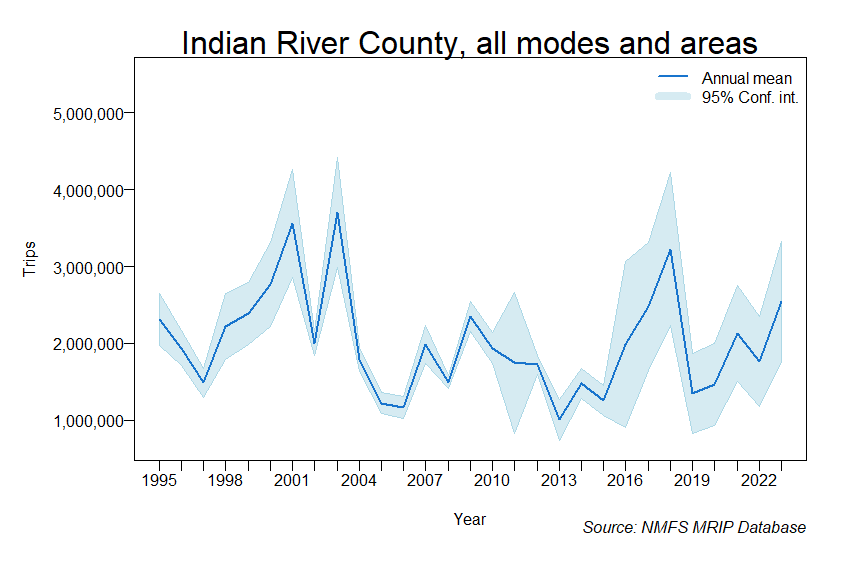 Indian River County, all modes and areas
Annual mean
95% Conf. int.
5,000,000
4,000,000
3,000,000
2,000,000
1,000,000
Trips
1995 1998 2001 2004 2007 2010 2013 2016 2019 2022
Year
Source: NMFS MRIP Database